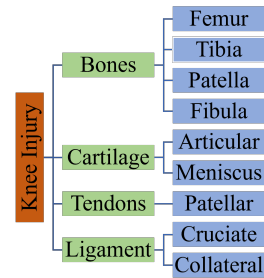 Knee Injury
Bones
Femur
Tibia
Patella
Fibula
Cartilage
Articular
Meniscus
Tendons
Patellar
Ligament
Cruciate
Collateral